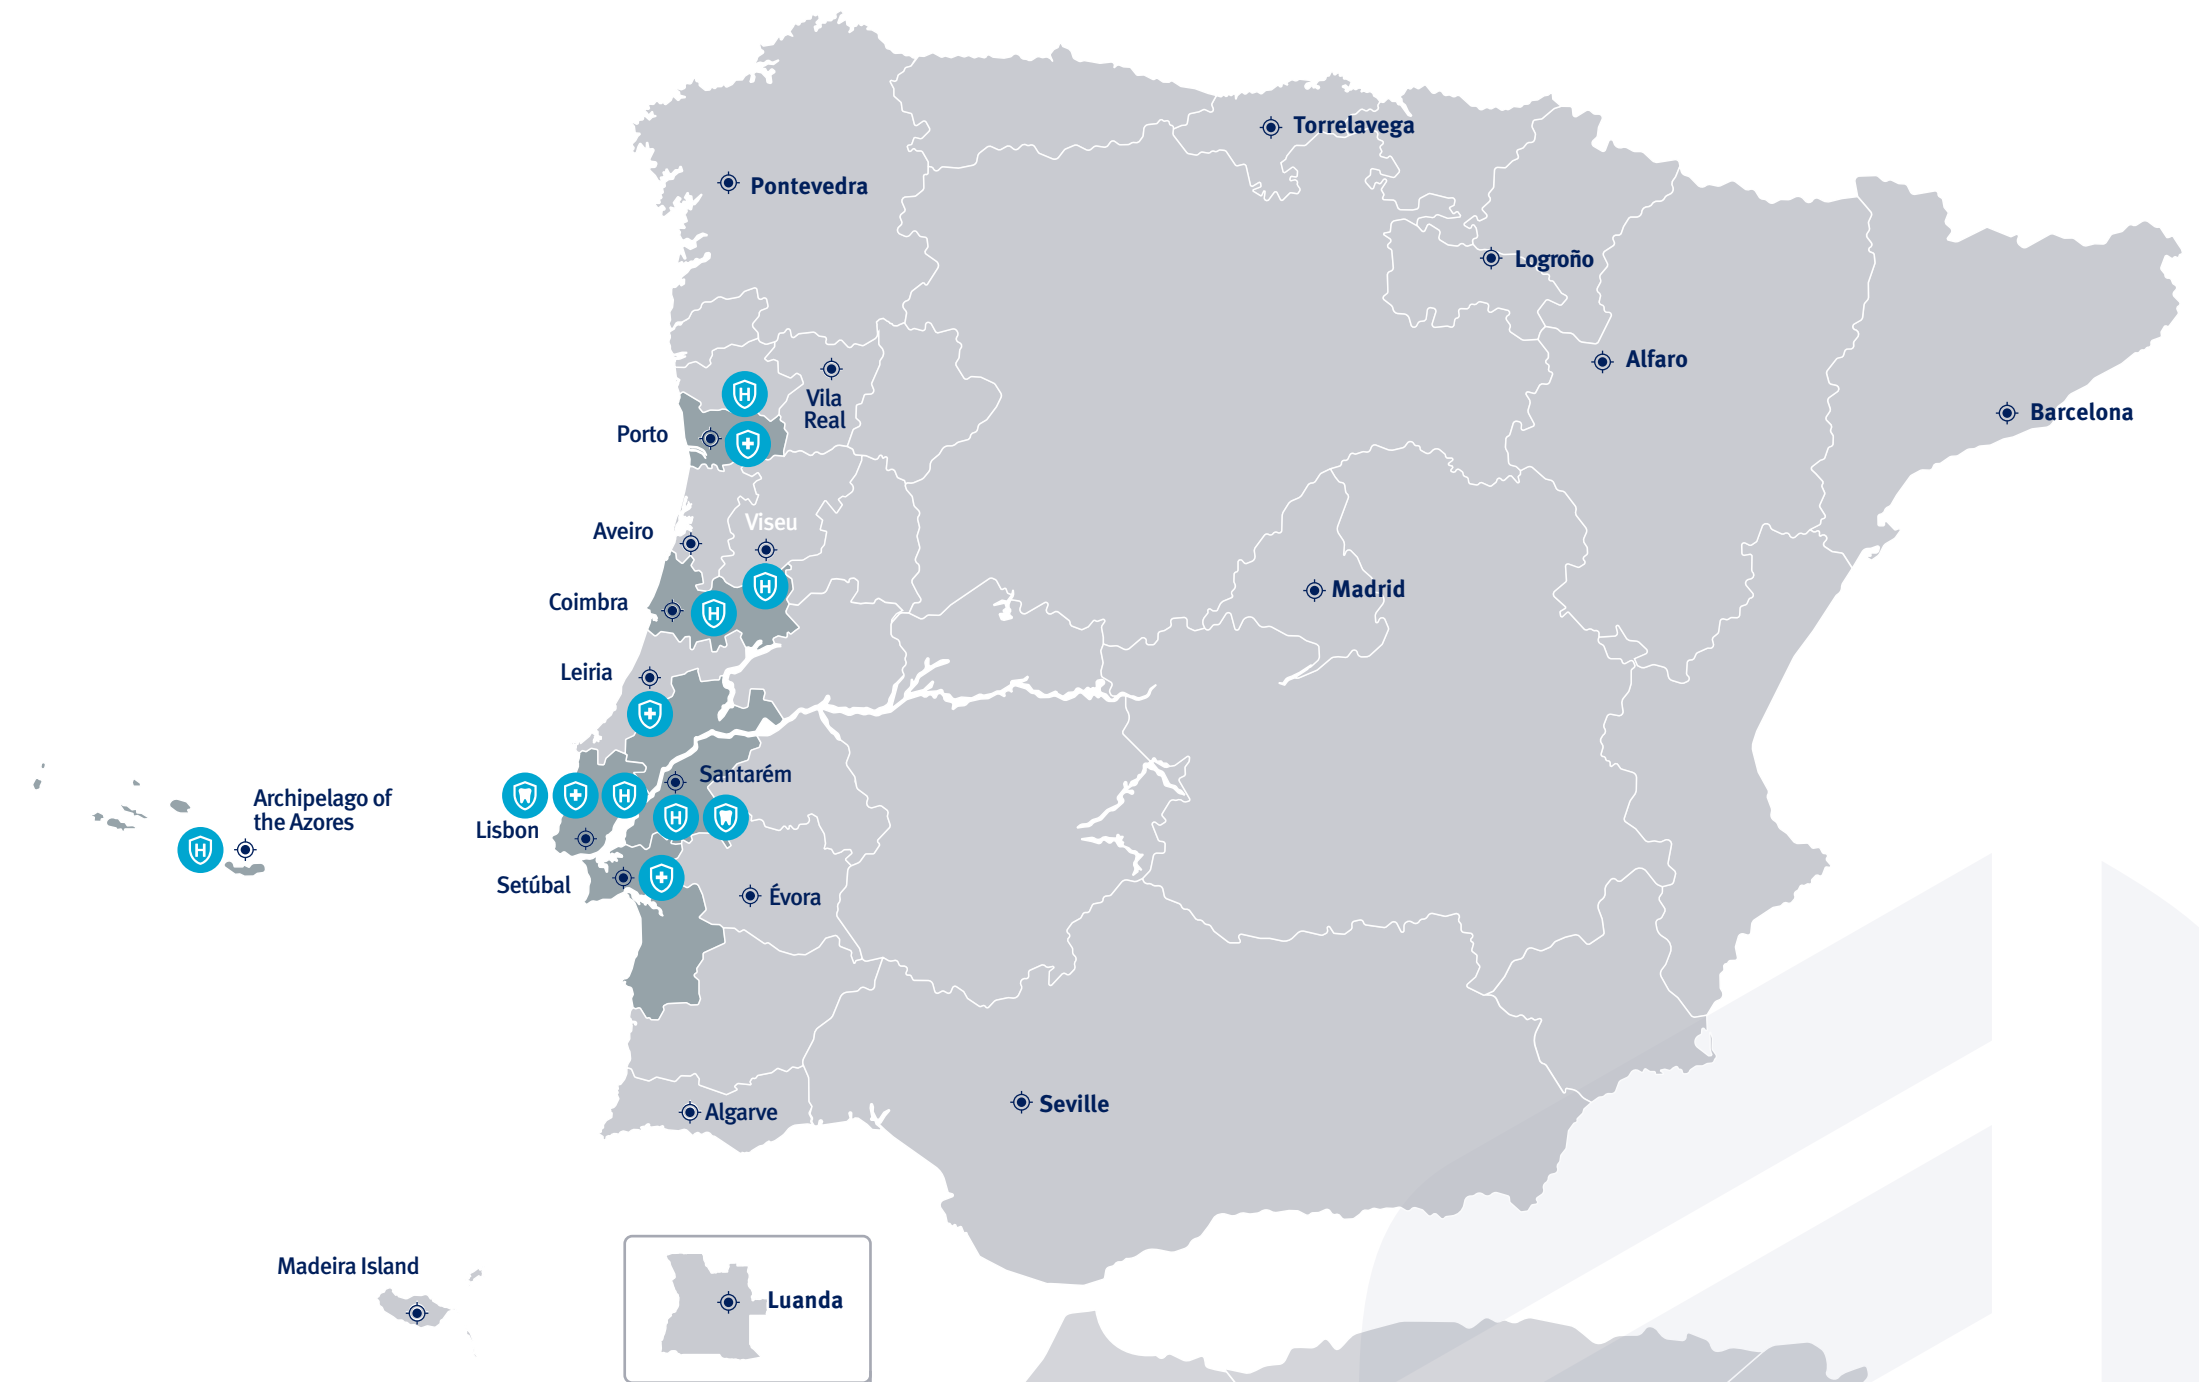 Torrelavega
Pontevedra
Logroño
Alfaro
Vila
Real
Barcelona
H
Porto
Viseu
Aveiro
H
Madrid
Coimbra
H
Leiria
Santarém
H
Archipelago of
the Azores
H
Lisbon
H
Setúbal
Évora
Seville
Algarve
Madeira Island
Luanda